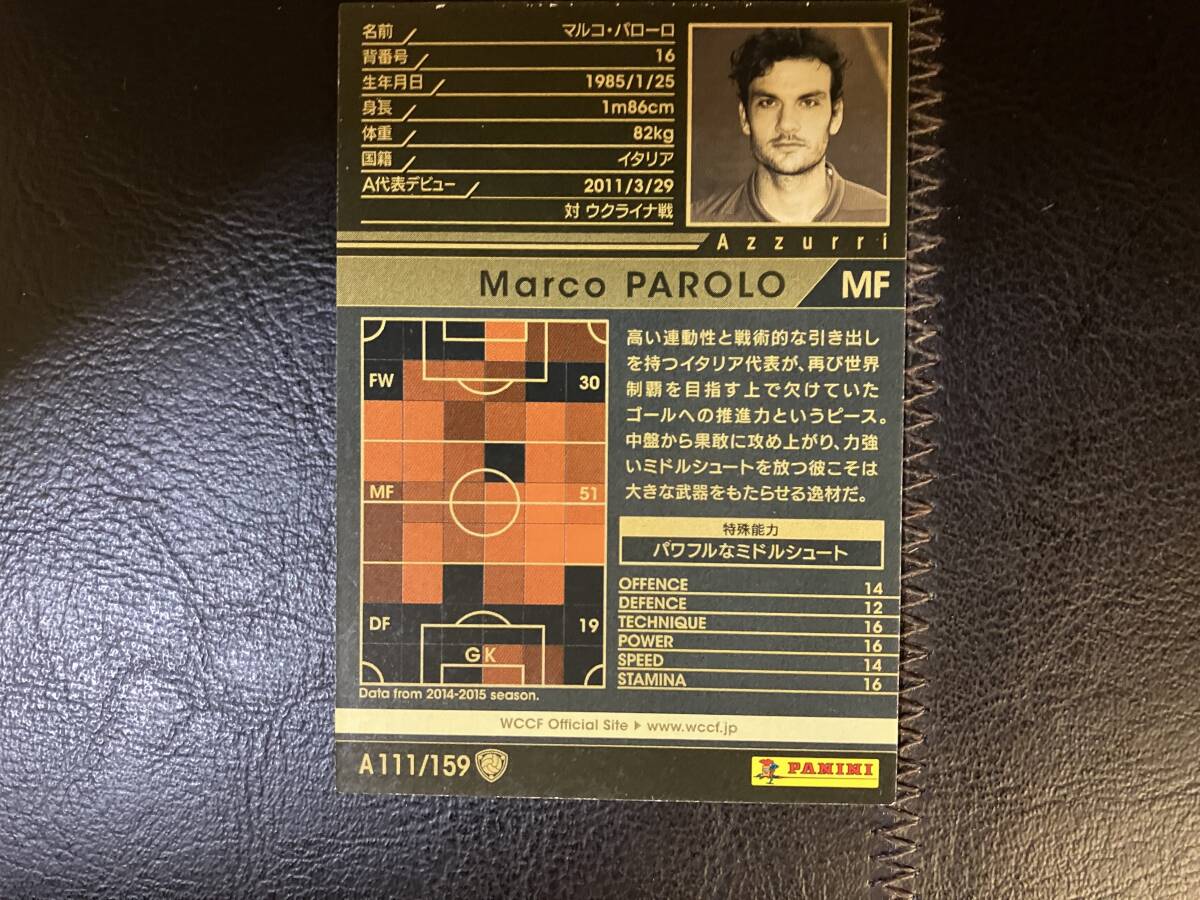 名前 マルコ・パローロ
背番号 16
生年月日 1985/1/25
身長 1m86cm
体重 82kg
国籍 イタリア
A代表デビュー 2011/3/29
対 ウクライナ戦
Azzurri
Marco PAROLO MF
FW 30
MF 51
DF 19
GK
Data from 2014-2015 season.
高い連動性と戦術的な引き出し
を持つイタリア代表が、再び世界
制覇を目指す上で欠けていた
ゴールへの推進力というピース。
中盤から果敢に攻め上がり、力強
いミドルシュートを放つ彼こそは
大きな武器をもたらせる逸材だ。
特殊能力
パワフルなミドルシュート
OFFENCE 14
DEFENCE 12
TECHNIQUE 16
POWER 16
SPEED 14
STAMINA 16
WCCF Official Site ▶ www.wccf.jp
A111/159
PANINI